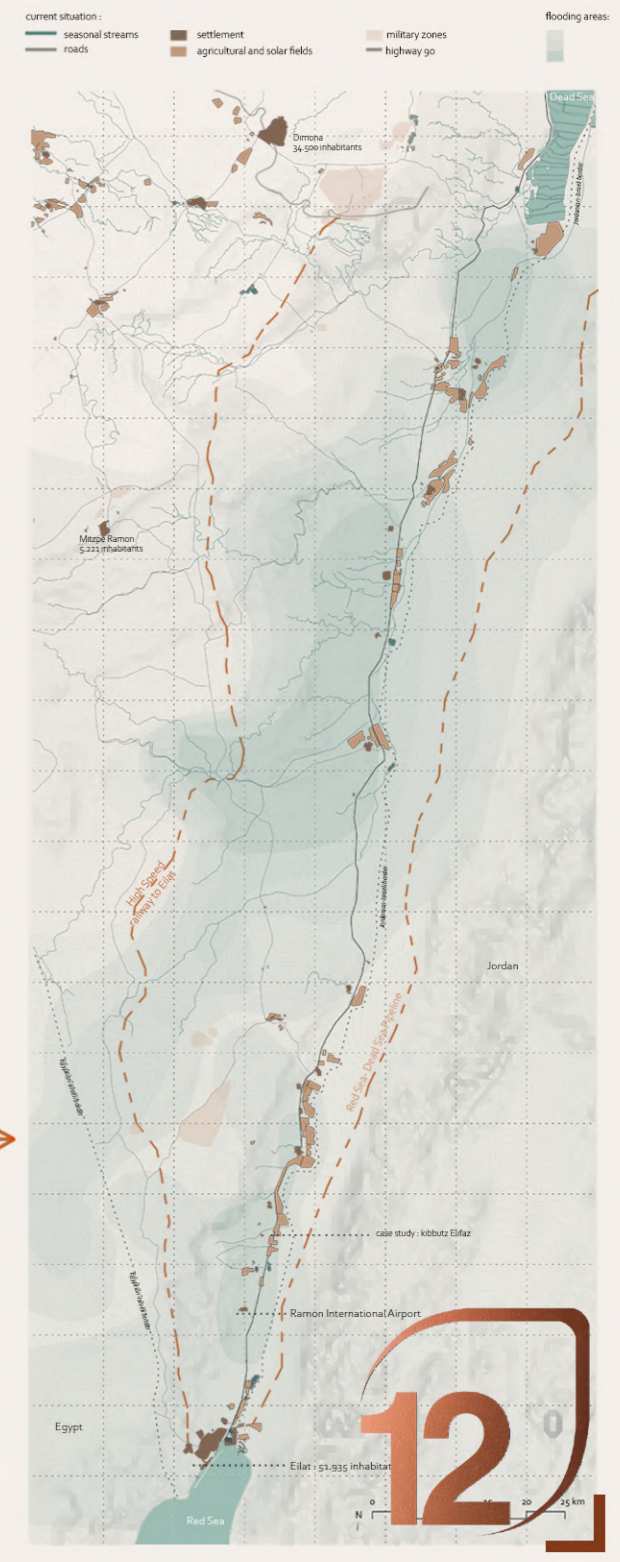 current situation :
seasonal streams
roads
settlement
agricultural and solar fields
military zones
highway 90
flooding areas:
Dead Sea
Dimona
34.500 inhabitants
Mitzpe Ramon
5.221 inhabitants
High Speed
railway to Eilat
Jordan
Red Sea- Dead Sea Pipeline
case study : kibbutz Elifaz
Ramon International Airport
Egypt
Eilat : 51.935 inhabitat
Red Sea
12
N
0
20
25 km